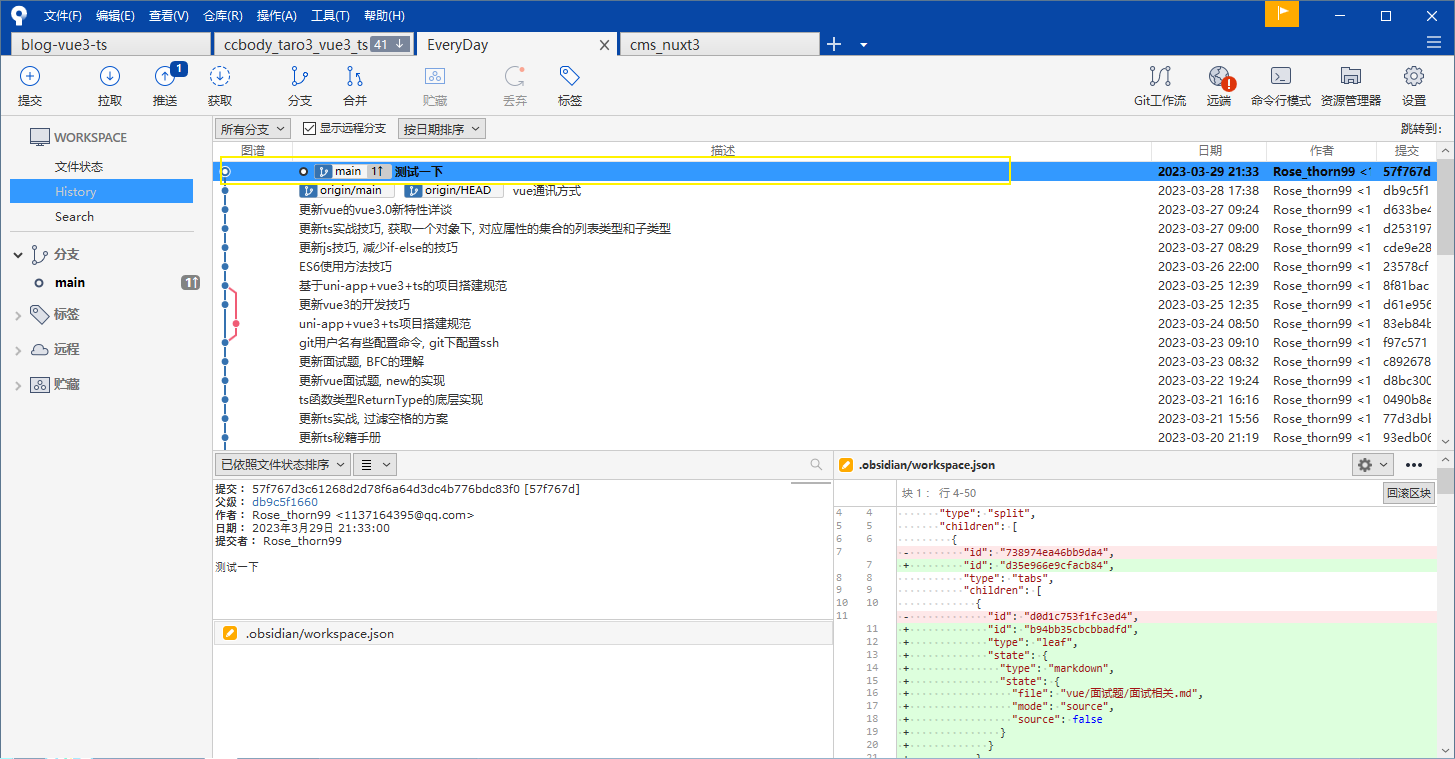 文件(F) 编辑(E) 查看(V) 仓库(R) 操作(A) 工具(T) 帮助(H)
blog-vue3-ts ccbody_taro3_vue3_ts 41 EveryDay cms_nuxt3
1
提交 拉取 推送 获取 分支 合并 贮藏 丢弃 标签 Git工作流 远端 命令行模式 资源管理器 设置
WORKSPACE
文件状态
History
Search
分支
main 1↑
标签
远程
贮藏
所有分支 显示远程分支 按日期排序 跳转到:
图谱 描述 日期 作者 提交
main 1↑ 测试一下 2023-03-29 21:33 Rose_thorn99 <' 57f767d
origin/main origin/HEAD vue通讯方式 2023-03-28 17:38 Rose_thorn99 <1 db9c5f1
更新vue的vue3.0新特性详谈 2023-03-27 09:24 Rose_thorn99 <1 d633be4
更新ts实战技巧, 获取一个对象下, 对应属性的集合的列表类型和子类型 2023-03-27 09:00 Rose_thorn99 <1 d253197
更新js技巧, 减少if-else的技巧 2023-03-27 08:29 Rose_thorn99 <1 cde9e28
ES6使用方法技巧 2023-03-26 22:00 Rose_thorn99 <1 23578cf
基于uni-app+vue3+ts的项目搭建规范 2023-03-25 12:39 Rose_thorn99 <1 8f81bac
更新vue3的开发技巧 2023-03-25 12:35 Rose_thorn99 <1 d61e956
uni-app+vue3+ts项目搭建规范 2023-03-24 08:50 Rose_thorn99 <1 83eb84b
git用户名有些配置命令, git下配置ssh 2023-03-23 09:10 Rose_thorn99 <1 f97c571
更新面试题, BFC的理解 2023-03-23 08:32 Rose_thorn99 <1 c892678
更新vue面试题, new的实现 2023-03-22 19:24 Rose_thorn99 <1 d8bc300
ts函数类型ReturnType的底层实现 2023-03-21 16:16 Rose_thorn99 <1 0490b8e
更新ts实战, 过滤空格的方案 2023-03-21 15:56 Rose_thorn99 <1 77d3dbb
更新ts秘籍手册 2023-03-20 21:19 Rose_thorn99 <1 93edb06
已依照文件状态排序
提交: 57f767d3c61268d2d78f6a64d3dc4b776bdc83f0 [57f767d]
父级: db9c5f1660
作者: Rose_thorn99 <1137164395@qq.com>
日期: 2023年3月29日 21:33:00
提交者: Rose_thorn99
测试一下
.obsidian/workspace.json
.obsidian/workspace.json
块 1 : 行 4-50 回滚区块
4 4 "type": "split",
5 5 "children": [
6 6 {
7 - "id": "738974ea46bb9da4",
7 + "id": "d35e966e9cfacb84",
8 8 "type": "tabs",
9 9 "children": [
10 10 {
11 - "id": "d0d1c753f1fc3ed4",
11 + "id": "b94bb35cbcbbadfd",
12 + "type": "leaf",
13 + "state": {
14 + "type": "markdown",
15 + "state": {
16 + "file": "vue/面试题/面试相关.md",
17 + "mode": "source",
18 + "source": false
19 + }
20 + }
21 + }